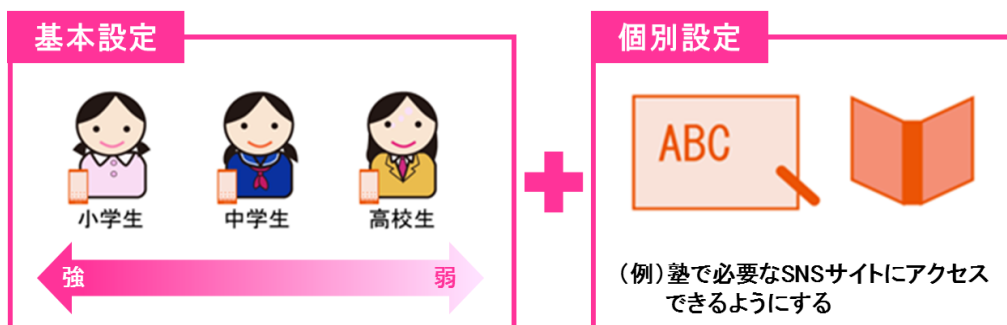 基本設定
小学生
中学生
高校生
強
弱
個別設定
ABC
（例）塾で必要なSNSサイトにアクセス
できるようにする